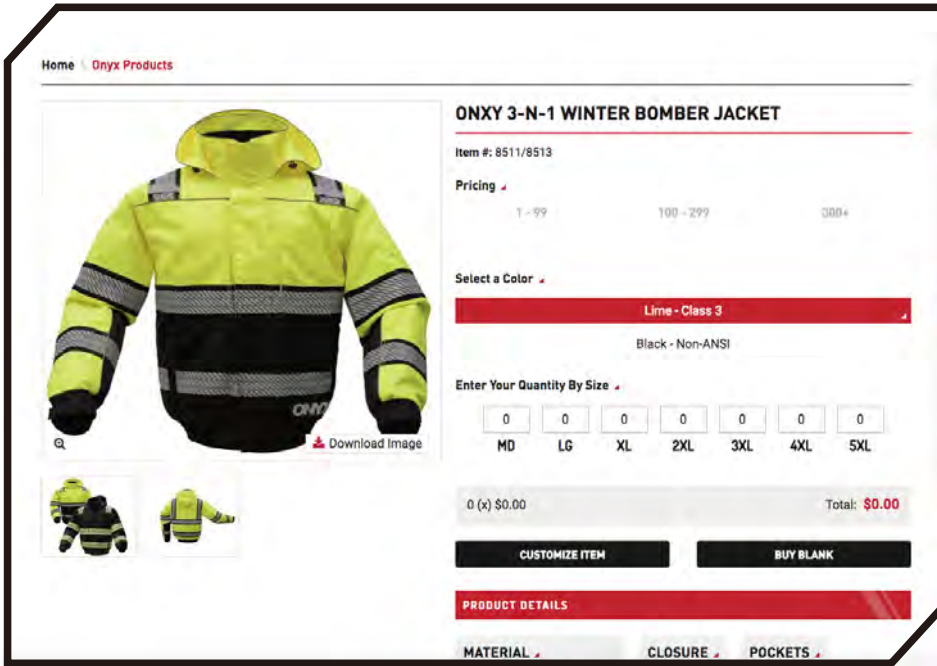 Home \ Onyx Products
ONXY 3-N-1 WINTER BOMBER JACKET
Item #: 8511/8513
Pricing
1 - 99 100 - 299 300+
Select a Color
Lime - Class 3
Black - Non-ANSI
Enter Your Quantity By Size
0 0 0 0 0 0 0
MD LG XL 2XL 3XL 4XL 5XL
ONYX
Download Image
0 (x) $0.00 Total: $0.00
CUSTOMIZE ITEM BUY BLANK
PRODUCT DETAILS
MATERIAL CLOSURE POCKETS